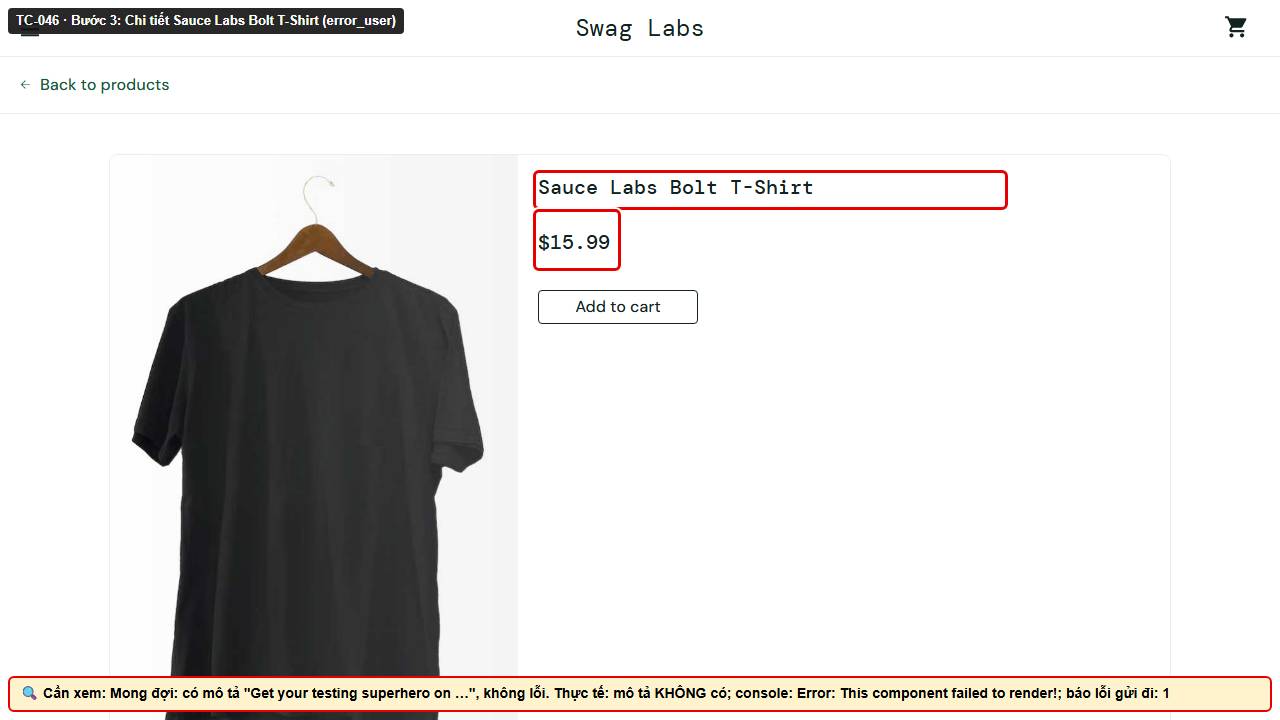 TC-046 · Bước 3: Chi tiết Sauce Labs Bolt T-Shirt (error_user)
Swag Labs
← Back to products
Sauce Labs Bolt T-Shirt
$15.99
Add to cart
🔍 Cần xem: Mong đợi: có mô tả "Get your testing superhero on ...", không lỗi. Thực tế: mô tả KHÔNG có; console: Error: This component failed to render!; báo lỗi gửi đi: 1